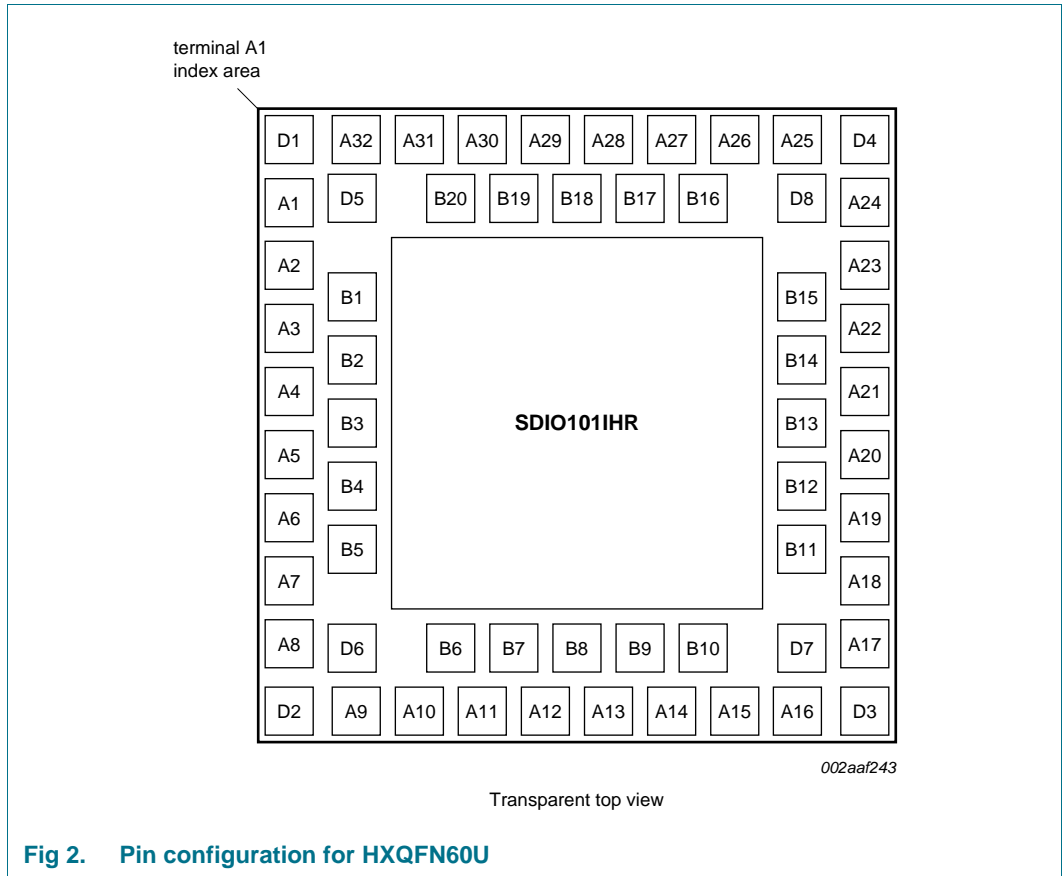 terminal A1
index area
D1 A32 A31 A30 A29 A28 A27 A26 A25 D4
A1 D5 B20 B19 B18 B17 B16 D8 A24
A2 A23
B1 B15
A3 A22
B2 B14
A4 A21
B3 SDIO101IHR B13
A5 A20
B4 B12
A6 A19
B5 B11
A7 A18
A8 D6 B6 B7 B8 B9 B10 D7 A17
D2 A9 A10 A11 A12 A13 A14 A15 A16 D3
002aaf243
Transparent top view
Fig 2. Pin configuration for HXQFN60U